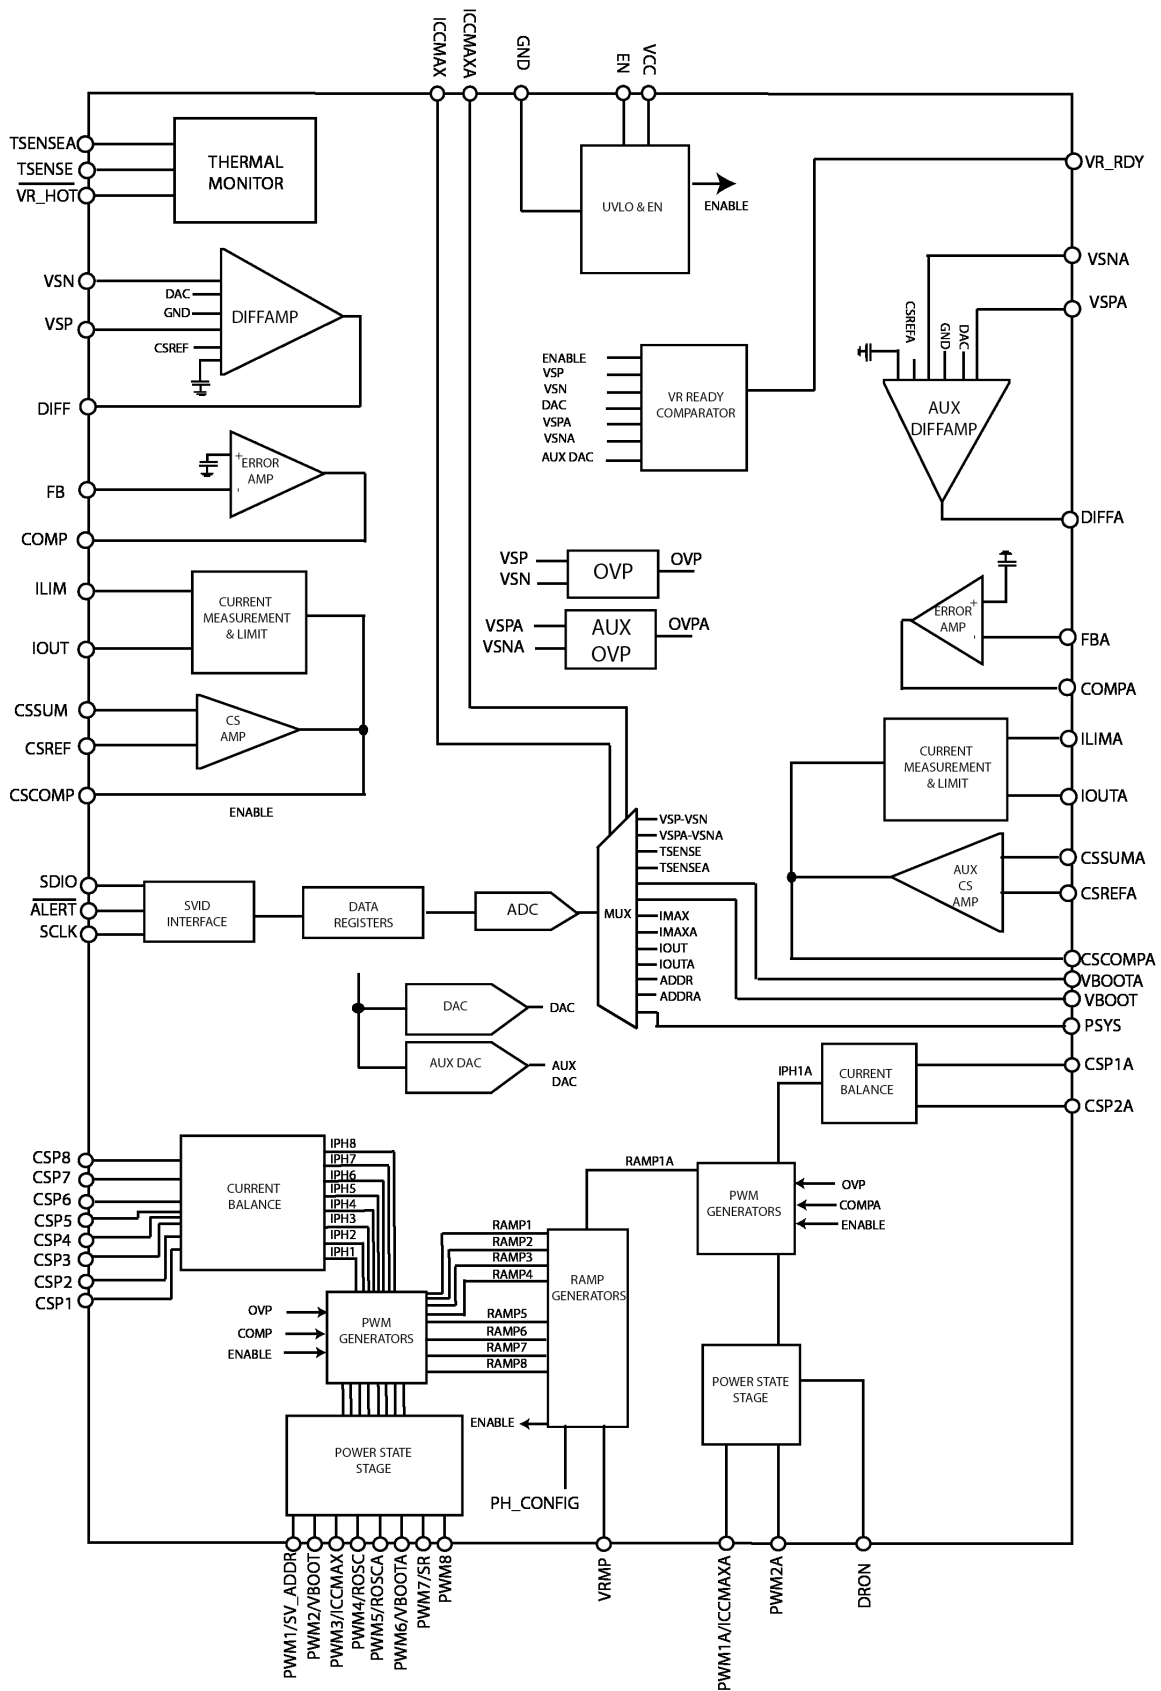 ICCMAX
ICCMAXA
GND
EN
VCC
TSENSEA
TSENSE
VR_HOT
THERMAL
MONITOR
UVLO & EN
ENABLE
VR_RDY
VSN
DAC
GND
VSP
CSREF
DIFFAMP
DIFF
VSNA
VSPA
CSREFA
GND
DAC
AUX
DIFFAMP
DIFFA
ENABLE
VSP
VSN
DAC
VSPA
VSNA
AUX DAC
VR READY
COMPARATOR
+
ERROR
AMP
-
FB
COMP
VSP
VSN
OVP
OVP
VSPA
VSNA
AUX
OVP
OVPA
+
ERROR
AMP
-
FBA
COMPA
ILIM
IOUT
CURRENT
MEASUREMENT
& LIMIT
CSSUM
CSREF
CS
AMP
CSCOMP
ENABLE
ILIMA
IOUTA
CURRENT
MEASUREMENT
& LIMIT
CSSUMA
CSREFA
AUX
CS
AMP
CSCOMPA
VBOOTA
VBOOT
PSYS
SDIO
ALERT
SCLK
SVID
INTERFACE
DATA
REGISTERS
ADC
MUX
VSP-VSN
VSPA-VSNA
TSENSE
TSENSEA
IMAX
IMAXA
IOUT
IOUTA
ADDR
ADDRA
DAC
DAC
AUX DAC
AUX
DAC
IPH1A
CURRENT
BALANCE
CSP1A
CSP2A
CSP8
CSP7
CSP6
CSP5
CSP4
CSP3
CSP2
CSP1
CURRENT
BALANCE
IPH8
IPH7
IPH6
IPH5
IPH4
IPH3
IPH2
IPH1
RAMP1A
PWM
GENERATORS
OVP
COMPA
ENABLE
OVP
COMP
ENABLE
PWM
GENERATORS
RAMP1
RAMP2
RAMP3
RAMP4
RAMP5
RAMP6
RAMP7
RAMP8
RAMP
GENERATORS
ENABLE
PH_CONFIG
POWER STATE
STAGE
POWER STATE
STAGE
PWM1/SV_ADDR
PWM2/VBOOT
PWM3/ICCMAX
PWM4/ROSC
PWM5/ROSCA
PWM6/VBOOTA
PWM7/SR
PWM8
VRMP
PWM1A/ICCMAXA
PWM2A
DRON